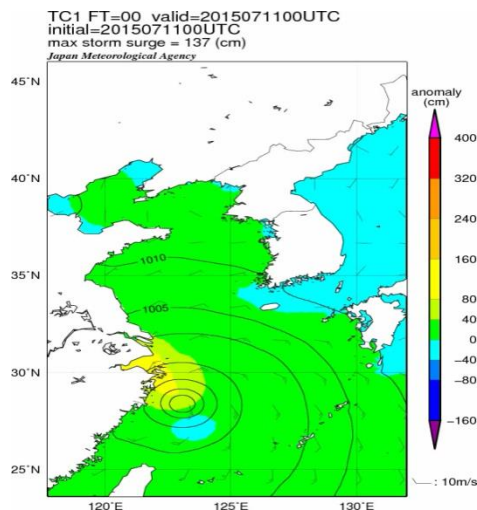 TC1 FT=00 valid=2015071100UTC
initial=2015071100UTC
max storm surge = 137 (cm)
Japan Meteorological Agency
45°N
anomaly
(cm)
400
40°N
320
240
160
1010
35°N
80
1005
40
0
30°N
-40
-80
-160
25°N
: 10m/s
120°E
125°E
130°E